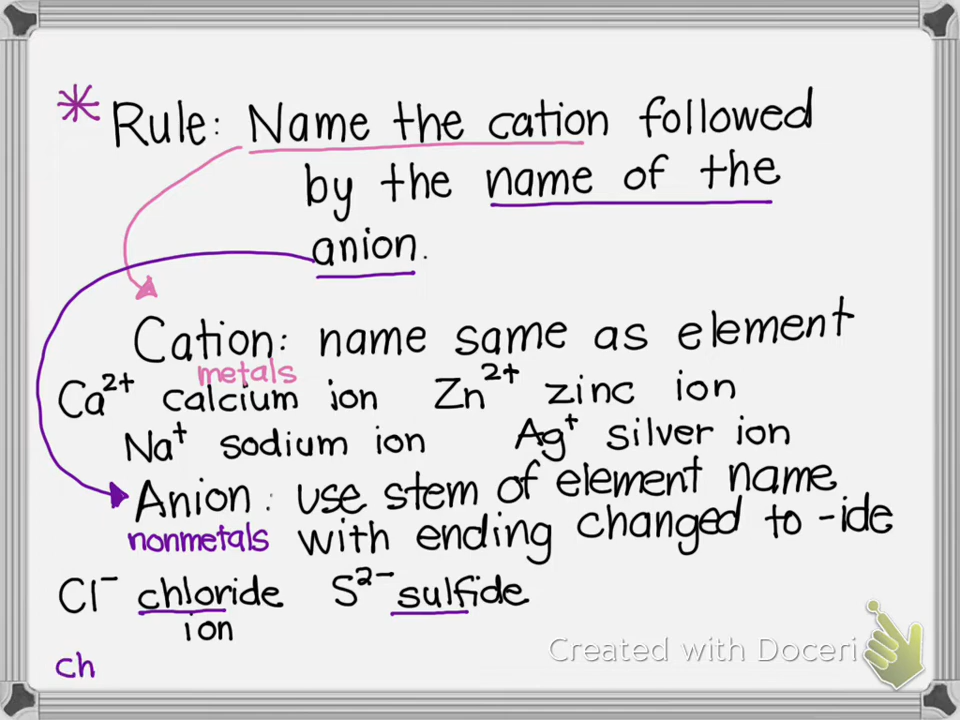 * Rule: Name the cation followed
by the name of the
anion.
Cation: name same as element
metals
Ca²⁺ calcium ion Zn²⁺ zinc ion
Na⁺ sodium ion Ag⁺ silver ion
Anion: use stem of element name
nonmetals with ending changed to -ide
Cl⁻ chloride S²⁻ sulfide
ion
ch
Created with Doceri